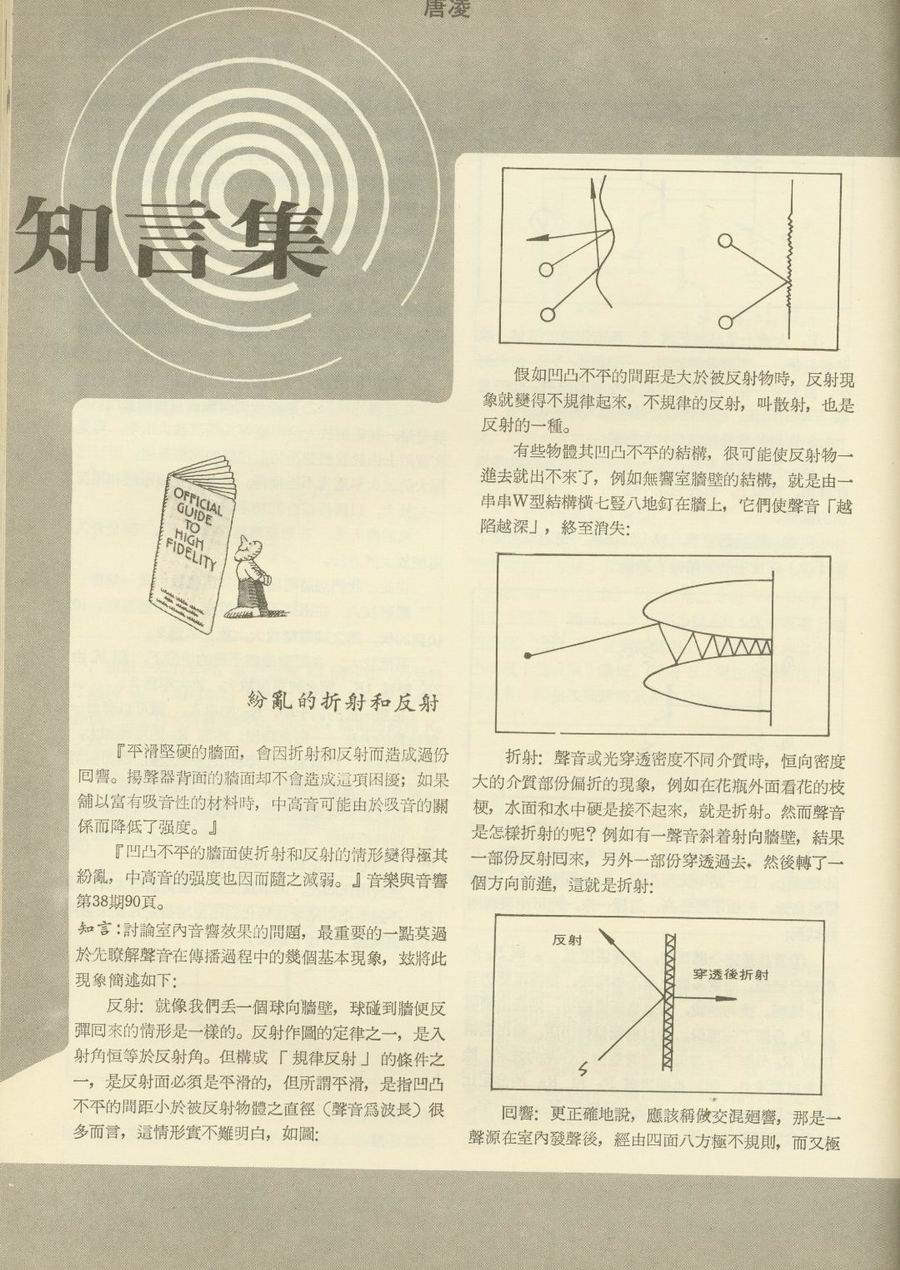 唐凌
知言集
OFFICIAL
GUIDE
TO
HIGH
FIDELITY
紛亂的折射和反射
『平滑堅硬的牆面，會因折射和反射而造成過份
回響。揚聲器背面的牆面却不會造成這項困擾；如果
舖以富有吸音性的材料時，中高音可能由於吸音的關
係而降低了强度。』
『凹凸不平的牆面使折射和反射的情形變得極其
紛亂，中高音的强度也因而隨之減弱。』音樂與音響
第38期90頁。
知言：討論室內音響效果的問題，最重要的一點莫過
於先瞭解聲音在傳播過程中的幾個基本現象，玆將此
現象簡述如下：
反射：就像我們丢一個球向牆壁，球碰到牆便反
彈回來的情形是一樣的。反射作圖的定律之一，是入
射角恒等於反射角。但構成「規律反射」的條件之
一，是反射面必須是平滑的，但所謂平滑，是指凹凸
不平的間距小於被反射物體之直徑（聲音爲波長）很
多而言，這情形實不難明白，如圖：
假如凹凸不平的間距是大於被反射物時，反射現
象就變得不規律起來，不規律的反射，叫散射，也是
反射的一種。
有些物體其凹凸不平的結構，很可能使反射物一
進去就出不來了，例如無響室牆壁的結構，就是由一
串串W型結構橫七豎八地釘在牆上，它們使聲音「越
陷越深」，終至消失：
折射：聲音或光穿透密度不同介質時，恒向密度
大的介質部份偏折的現象，例如在花瓶外面看花的枝
梗，水面和水中硬是接不起來，就是折射。然而聲音
是怎樣折射的呢？例如有一聲音斜着射向牆壁，結果
一部份反射回來，另外一部份穿透過去，然後轉了一
個方向前進，這就是折射：
反射
穿透後折射
S
回響：更正確地說，應該稱做交混廻響，那是一
聲源在室內發聲後，經由四面八方極不規則，而又極